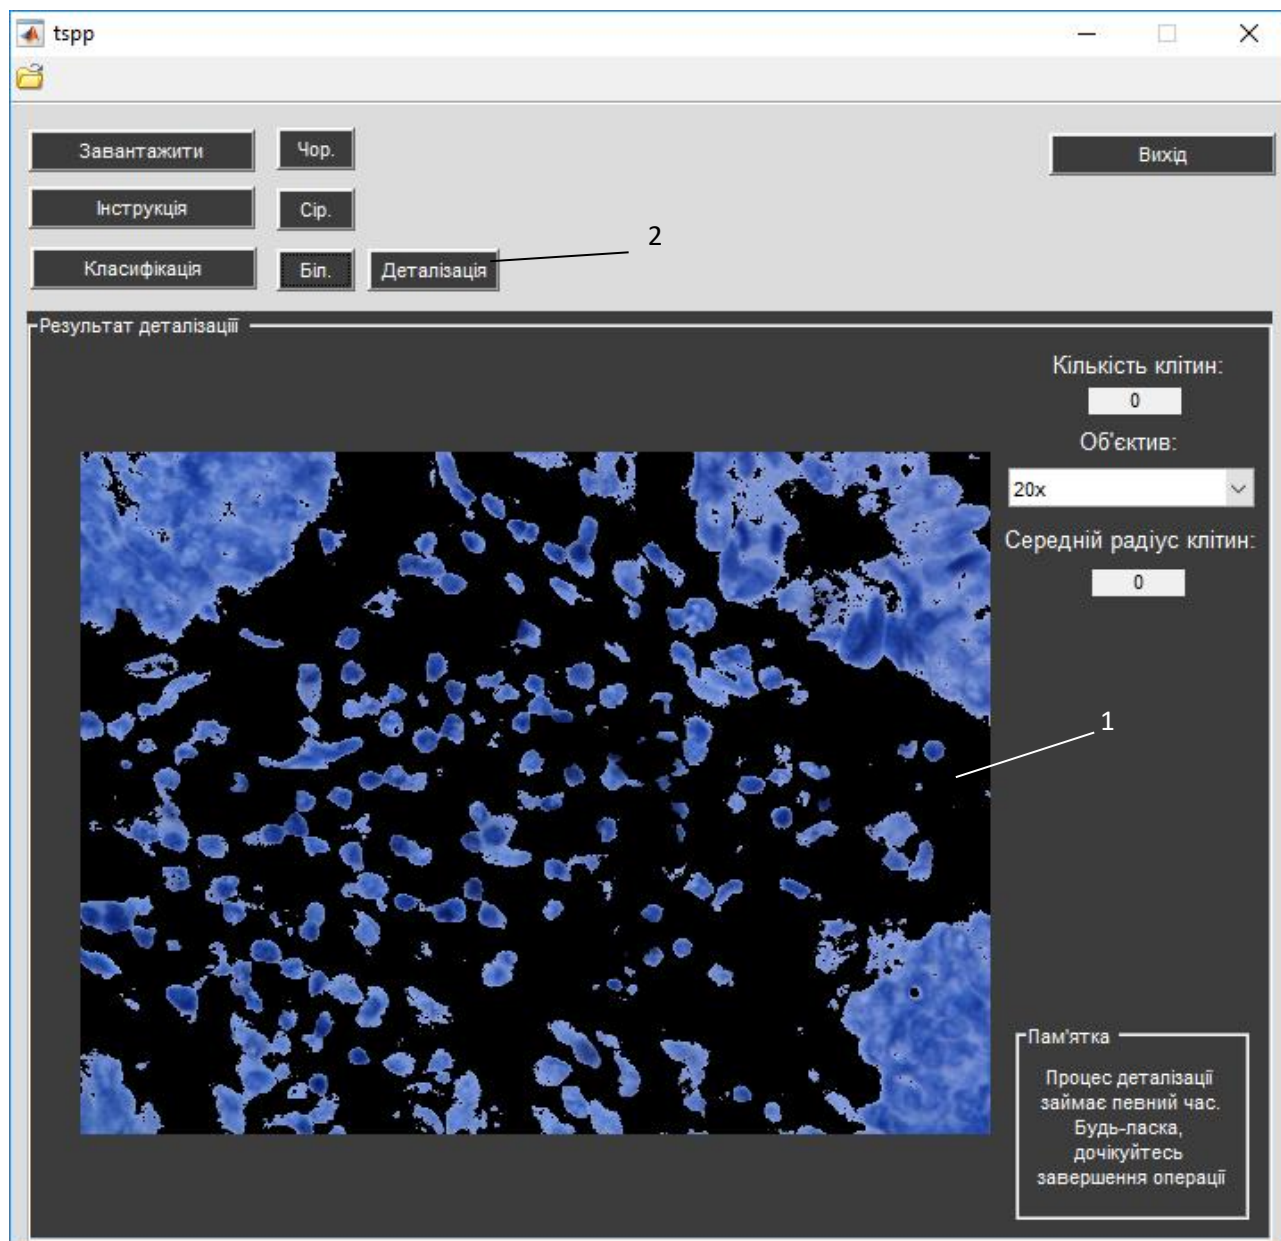 tspp
Завантажити
Чор.
Вихід
Інструкція
Сір.
2
Класифікація
Біл.
Деталізація
Результат деталізаціїї
Кількість клітин:
0
Об'єктив:
20x
Середній радіус клітин:
0
1
Пам'ятка
Процес деталізації
займає певний час.
Будь-ласка,
дочікуйтесь
завершення операції